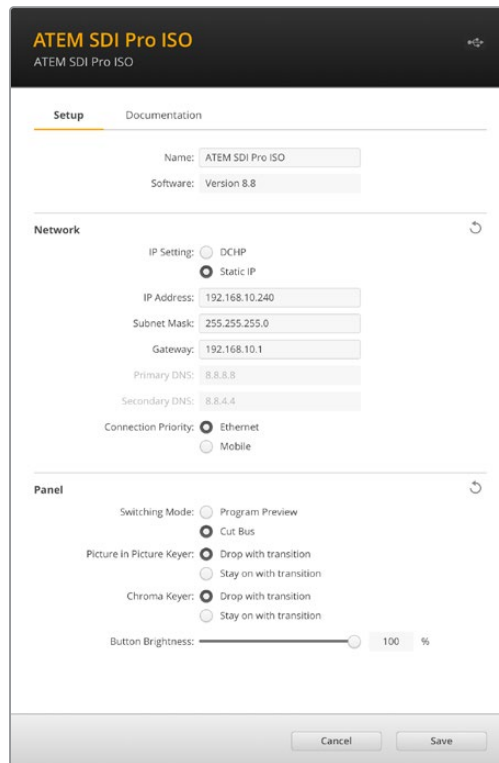 ATEM SDI Pro ISO
ATEM SDI Pro ISO
Setup Documentation
Name: ATEM SDI Pro ISO
Software: Version 8.8
Network
IP Setting: DCHP
Static IP
IP Address: 192.168.10.240
Subnet Mask: 255.255.255.0
Gateway: 192.168.10.1
Primary DNS: 8.8.8.8
Secondary DNS: 8.8.4.4
Connection Priority: Ethernet
Mobile
Panel
Switching Mode: Program Preview
Cut Bus
Picture in Picture Keyer: Drop with transition
Stay on with transition
Chroma Keyer: Drop with transition
Stay on with transition
Button Brightness: 100 %
Cancel Save